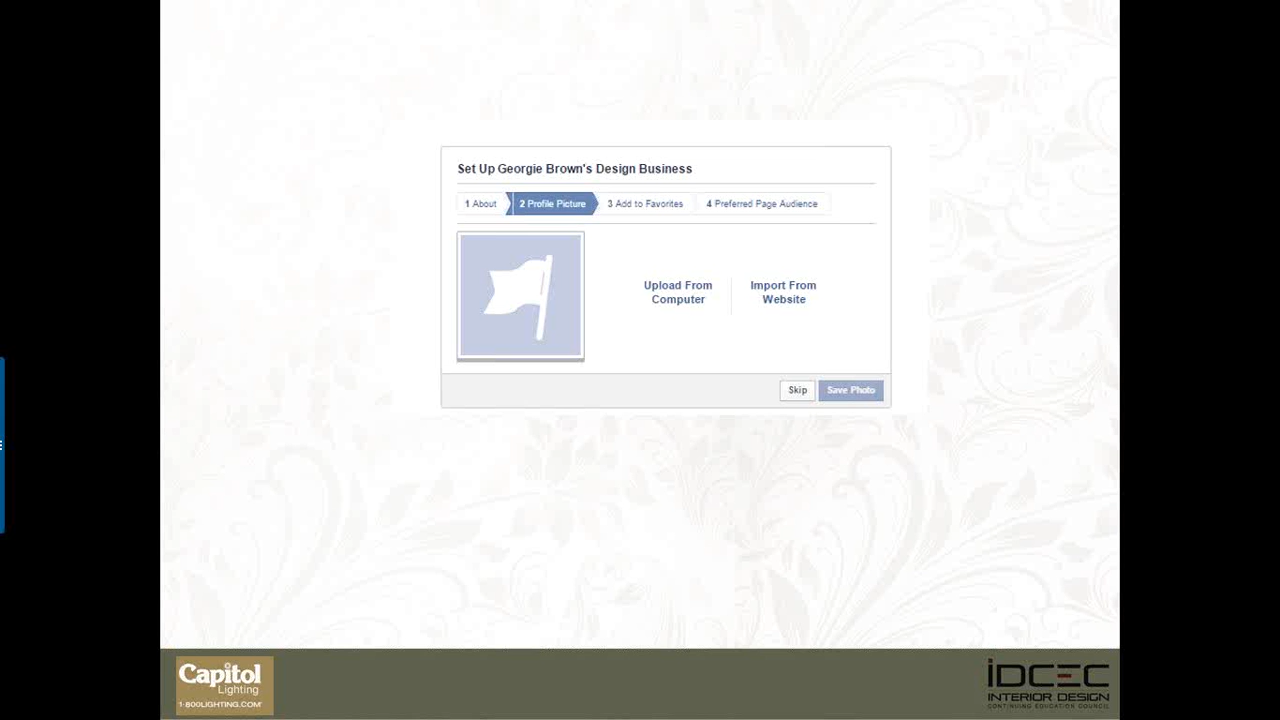 Set Up Georgie Brown's Design Business
1 About
2 Profile Picture
3 Add to Favorites
4 Preferred Page Audience
Upload From
Computer
Import From
Website
Skip
Save Photo
Capitol
Lighting
1-800LIGHTING.COM®
IDCEC
INTERIOR DESIGN
CONTINUING EDUCATION COUNCIL